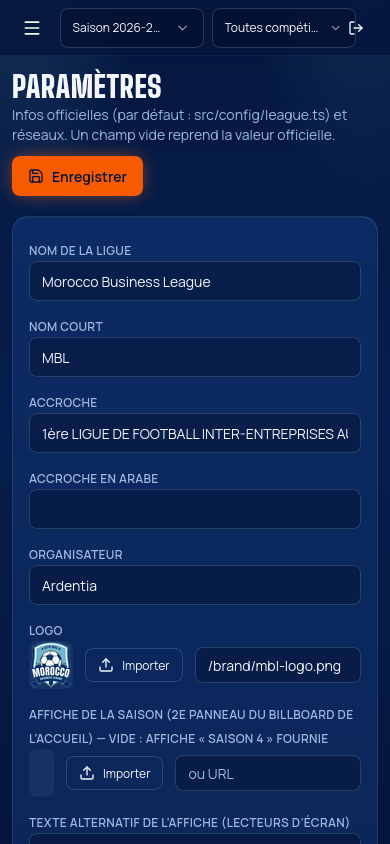 Saison 2026-2...
Toutes compéti...
PARAMÈTRES
Infos officielles (par défaut : src/config/league.ts) et
réseaux. Un champ vide reprend la valeur officielle.
Enregistrer
NOM DE LA LIGUE
Morocco Business League
NOM COURT
MBL
ACCROCHE
1ère LIGUE DE FOOTBALL INTER-ENTREPRISES AU
ACCROCHE EN ARABE
ORGANISATEUR
Ardentia
LOGO
MOROCCO
Importer
/brand/mbl-logo.png
AFFICHE DE LA SAISON (2E PANNEAU DU BILLBOARD DE
L'ACCUEIL) — VIDE : AFFICHE « SAISON 4 » FOURNIE
Importer
ou URL
TEXTE ALTERNATIF DE L'AFFICHE (LECTEURS D'ÉCRAN)